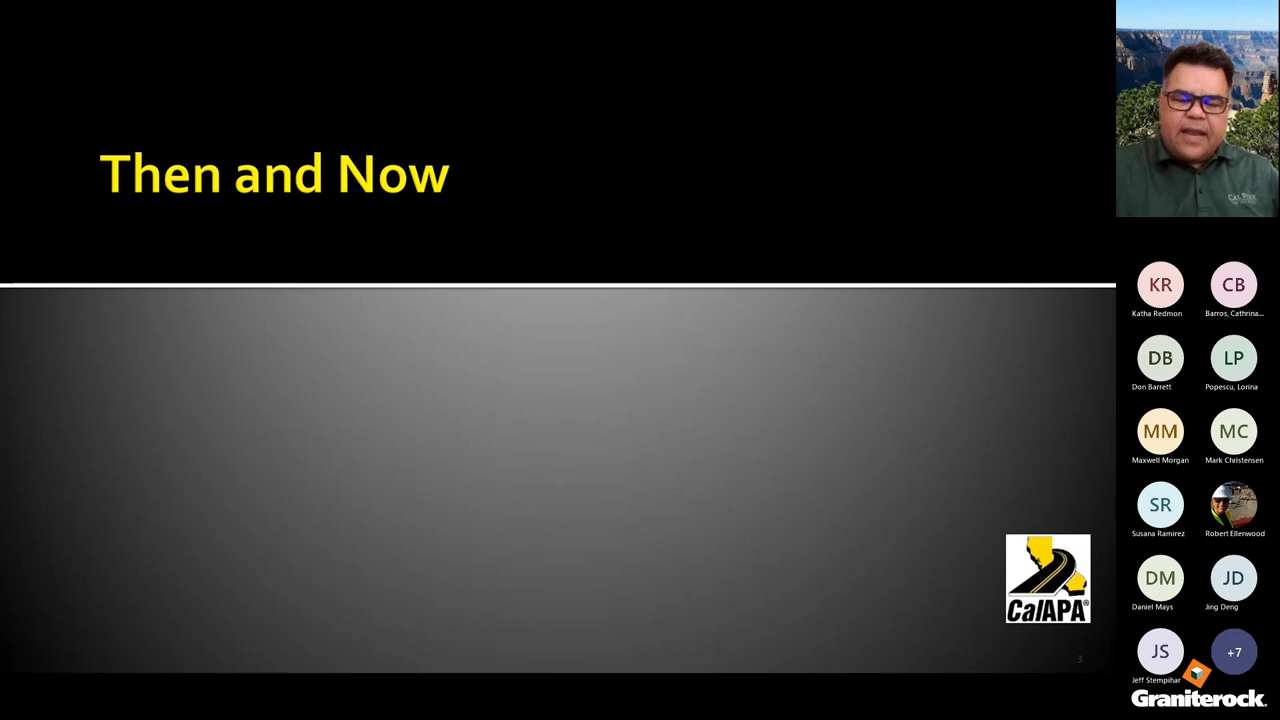 Then and Now
CalAPA®
3
KR
CB
Katha Redmon
Barros, Cathrina...
DB
LP
Don Barrett
Popescu, Lorina
MM
MC
Maxwell Morgan
Mark Christensen
SR
Susana Ramirez
Robert Ellenwood
DM
JD
Daniel Mays
Jing Deng
JS
+7
Jeff Stempihar
Graniterock.